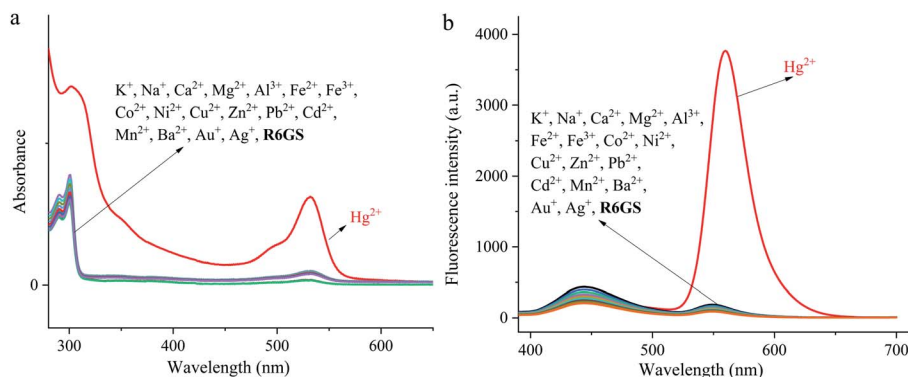 a
Absorbance
0
K⁺, Na⁺, Ca²⁺, Mg²⁺, Al³⁺, Fe²⁺, Fe³⁺,
Co²⁺, Ni²⁺, Cu²⁺, Zn²⁺, Pb²⁺, Cd²⁺,
Mn²⁺, Ba²⁺, Au⁺, Ag⁺, R6GS
Hg²⁺
300 400 500 600
Wavelength (nm)
b
Fluorescence intensity (a.u.)
4000
3000
2000
1000
0
Hg²⁺
K⁺, Na⁺, Ca²⁺, Mg²⁺, Al³⁺,
Fe²⁺, Fe³⁺, Co²⁺, Ni²⁺,
Cu²⁺, Zn²⁺, Pb²⁺,
Cd²⁺, Mn²⁺, Ba²⁺,
Au⁺, Ag⁺, R6GS
400 500 600 700
Wavelength (nm)